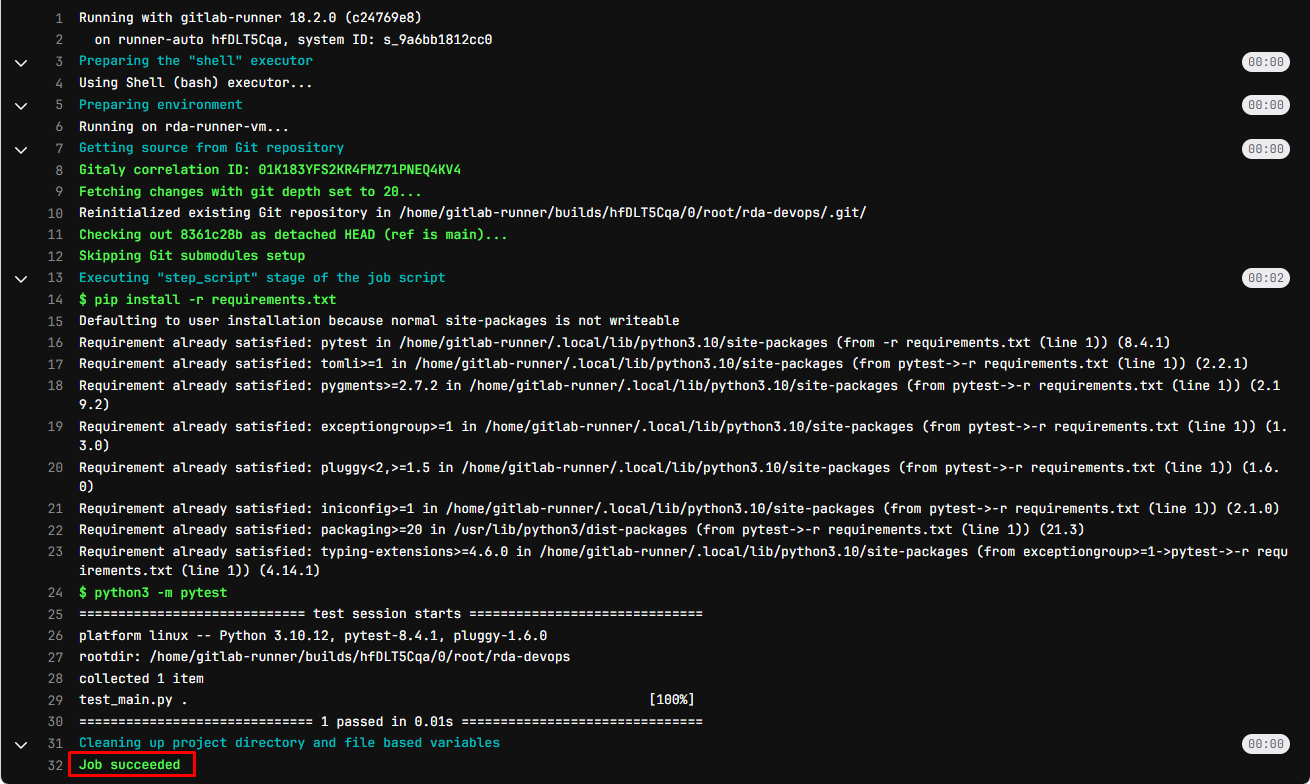 1 Running with gitlab-runner 18.2.0 (c24769e8)
2   on runner-auto hfDLT5Cqa, system ID: s_9a6bb1812cc0
3 Preparing the "shell" executor 00:00
4 Using Shell (bash) executor...
5 Preparing environment 00:00
6 Running on rda-runner-vm...
7 Getting source from Git repository 00:00
8 Gitaly correlation ID: 01K183YFS2KR4FMZ71PNEQ4KV4
9 Fetching changes with git depth set to 20...
10 Reinitialized existing Git repository in /home/gitlab-runner/builds/hfDLT5Cqa/0/root/rda-devops/.git/
11 Checking out 8361c28b as detached HEAD (ref is main)...
12 Skipping Git submodules setup
13 Executing "step_script" stage of the job script 00:02
14 $ pip install -r requirements.txt
15 Defaulting to user installation because normal site-packages is not writeable
16 Requirement already satisfied: pytest in /home/gitlab-runner/.local/lib/python3.10/site-packages (from -r requirements.txt (line 1)) (8.4.1)
17 Requirement already satisfied: tomli>=1 in /home/gitlab-runner/.local/lib/python3.10/site-packages (from pytest->-r requirements.txt (line 1)) (2.2.1)
18 Requirement already satisfied: pygments>=2.7.2 in /home/gitlab-runner/.local/lib/python3.10/site-packages (from pytest->-r requirements.txt (line 1)) (2.1
9.2)
19 Requirement already satisfied: exceptiongroup>=1 in /home/gitlab-runner/.local/lib/python3.10/site-packages (from pytest->-r requirements.txt (line 1)) (1.
3.0)
20 Requirement already satisfied: pluggy<2,>=1.5 in /home/gitlab-runner/.local/lib/python3.10/site-packages (from pytest->-r requirements.txt (line 1)) (1.6.
0)
21 Requirement already satisfied: iniconfig>=1 in /home/gitlab-runner/.local/lib/python3.10/site-packages (from pytest->-r requirements.txt (line 1)) (2.1.0)
22 Requirement already satisfied: packaging>=20 in /usr/lib/python3/dist-packages (from pytest->-r requirements.txt (line 1)) (21.3)
23 Requirement already satisfied: typing-extensions>=4.6.0 in /home/gitlab-runner/.local/lib/python3.10/site-packages (from exceptiongroup>=1->pytest->-r requ
irements.txt (line 1)) (4.14.1)
24 $ python3 -m pytest
25 ============================= test session starts ==============================
26 platform linux -- Python 3.10.12, pytest-8.4.1, pluggy-1.6.0
27 rootdir: /home/gitlab-runner/builds/hfDLT5Cqa/0/root/rda-devops
28 collected 1 item
29 test_main.py . [100%]
30 ============================== 1 passed in 0.01s ===============================
31 Cleaning up project directory and file based variables 00:00
32 Job succeeded